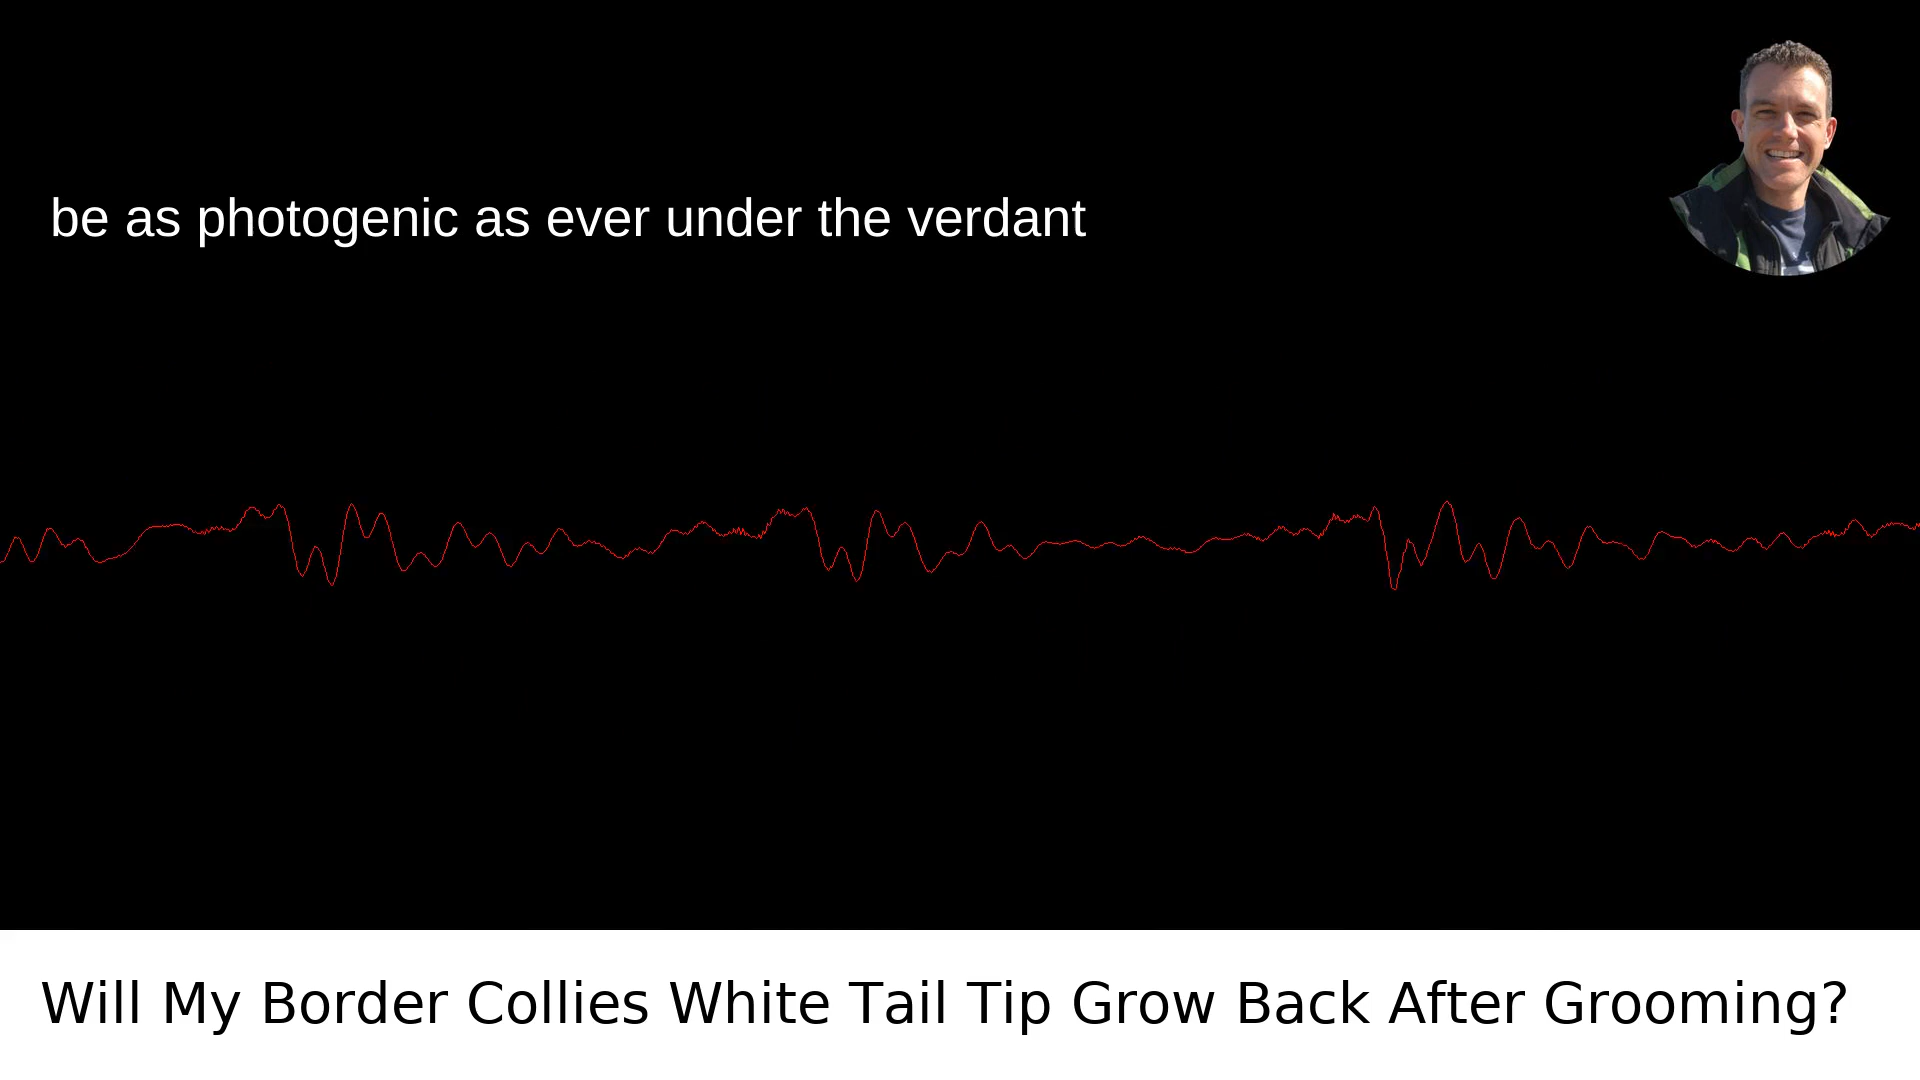 be as photogenic as ever under the verdant
Will My Border Collies White Tail Tip Grow Back After Grooming?